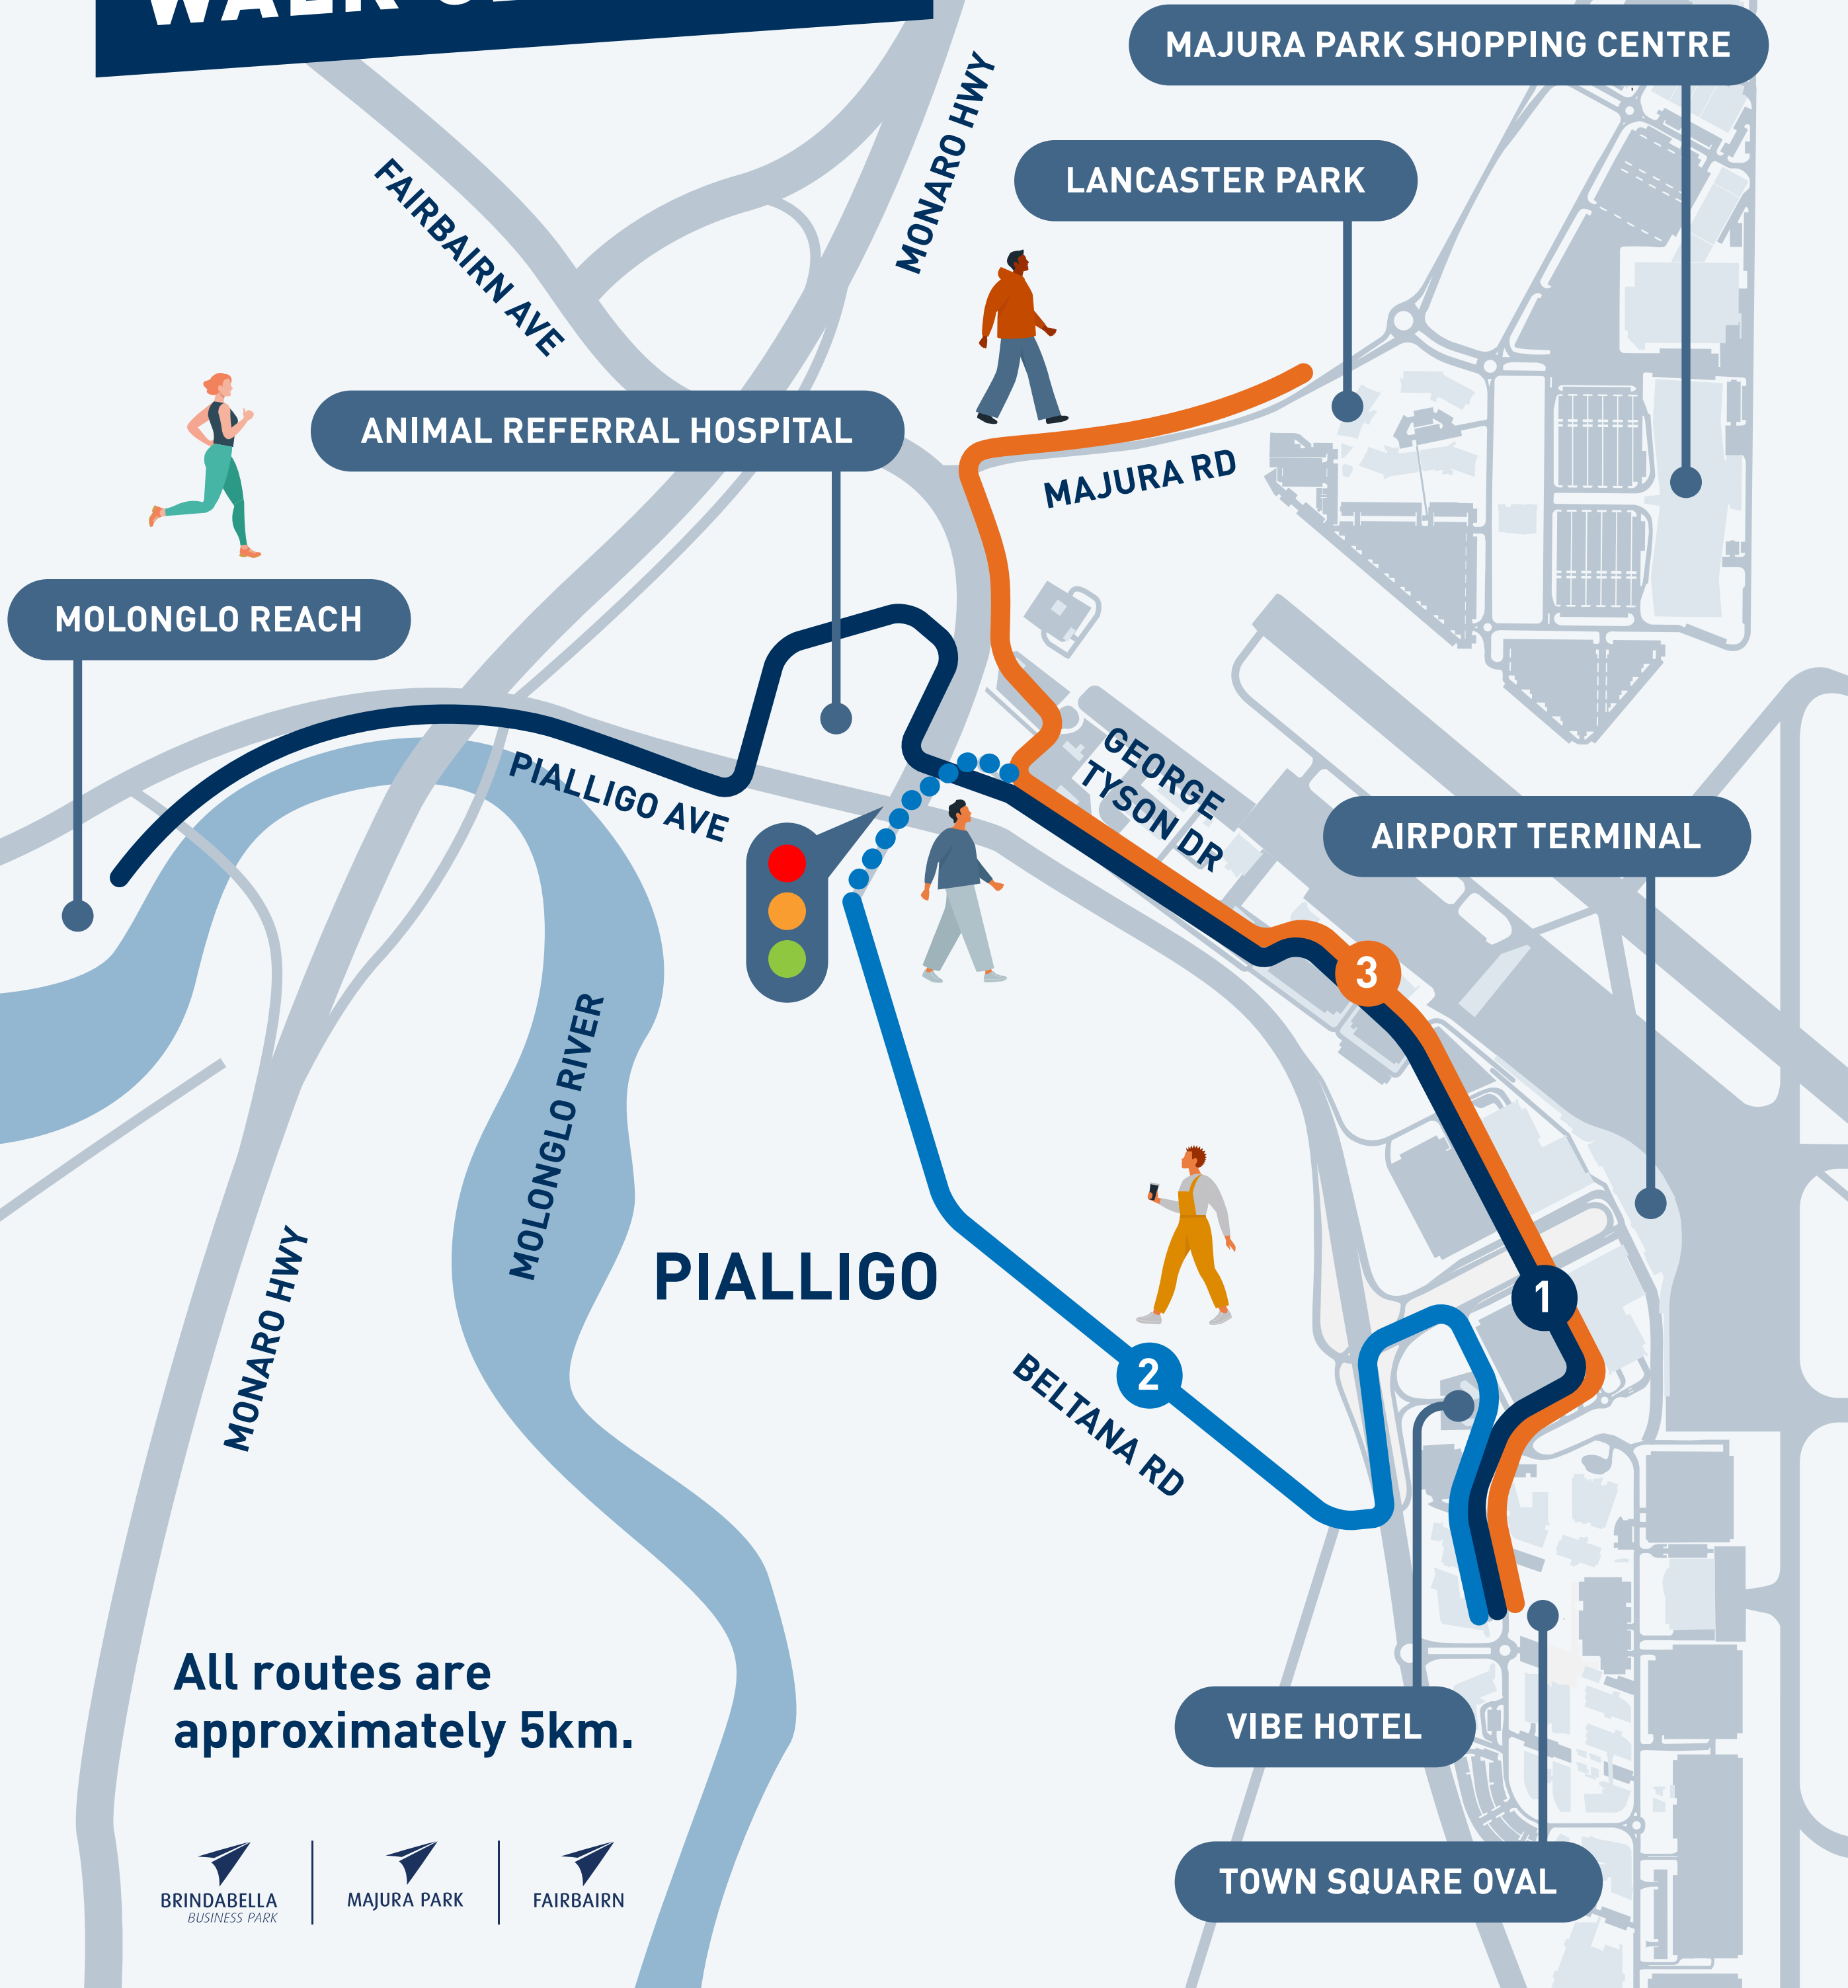 WALK
MAJURA PARK SHOPPING CENTRE
MONARO HWY
LANCASTER PARK
FAIRBAIRN AVE
ANIMAL REFERRAL HOSPITAL
MAJURA RD
MOLONGLO REACH
PIALLIGO AVE
GEORGE
TYSON DR
AIRPORT TERMINAL
3
MOLONGLO RIVER
MONARO HWY
PIALLIGO
1
2
BELTANA RD
All routes are
approximately 5km.
VIBE HOTEL
TOWN SQUARE OVAL
BRINDABELLA
BUSINESS PARK
MAJURA PARK
FAIRBAIRN